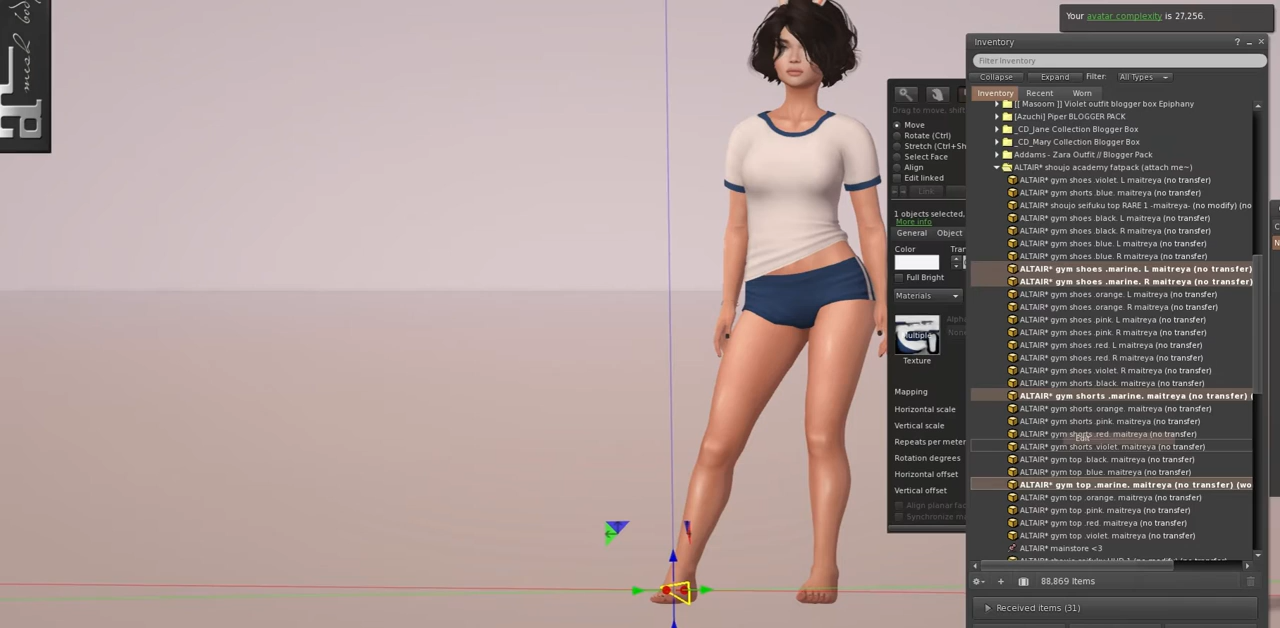 mesh body
Your avatar complexity is 27,256.
Inventory
?
Filter Inventory
Collapse Expand Filter: All Types
Inventory Recent Worn
[[ Masoom ]] Violet outfit blogger box Epiphany
[Azuchi] Piper BLOGGER PACK
_CD_Jane Collection Blogger Box
_CD_Mary Collection Blogger Box
Addams - Zara Outfit // Blogger Pack
ALTAIR* shoujo academy fatpack (attach me~)
ALTAIR* gym shoes .violet. L maitreya (no transfer)
ALTAIR* gym shorts .blue. maitreya (no transfer)
ALTAIR* shoujo seifuku top RARE 1 -maitreya- (no modify) (no
ALTAIR* gym shoes .black. L maitreya (no transfer)
ALTAIR* gym shoes .black. R maitreya (no transfer)
ALTAIR* gym shoes .blue. L maitreya (no transfer)
ALTAIR* gym shoes .blue. R maitreya (no transfer)
ALTAIR* gym shoes .marine. L maitreya (no transfer)
ALTAIR* gym shoes .marine. R maitreya (no transfer)
ALTAIR* gym shoes .orange. L maitreya (no transfer)
ALTAIR* gym shoes .orange. R maitreya (no transfer)
ALTAIR* gym shoes .pink. L maitreya (no transfer)
ALTAIR* gym shoes .pink. R maitreya (no transfer)
ALTAIR* gym shoes .red. L maitreya (no transfer)
ALTAIR* gym shoes .red. R maitreya (no transfer)
ALTAIR* gym shoes .violet. R maitreya (no transfer)
ALTAIR* gym shorts .black. maitreya (no transfer)
ALTAIR* gym shorts .marine. maitreya (no transfer) (
ALTAIR* gym shorts .orange. maitreya (no transfer)
ALTAIR* gym shorts .pink. maitreya (no transfer)
ALTAIR* gym shorts .red. maitreya (no transfer)
Edit
ALTAIR* gym shorts .violet. maitreya (no transfer)
ALTAIR* gym top .black. maitreya (no transfer)
ALTAIR* gym top .blue. maitreya (no transfer)
ALTAIR* gym top .marine. maitreya (no transfer) (wo
ALTAIR* gym top .orange. maitreya (no transfer)
ALTAIR* gym top .pink. maitreya (no transfer)
ALTAIR* gym top .red. maitreya (no transfer)
ALTAIR* gym top .violet. maitreya (no transfer)
ALTAIR* mainstore <3
88,869 Items
Received items (31)
Drag to move, shift
Move
Rotate (Ctrl)
Stretch (Ctrl+Sh
Select Face
Align
Edit linked
Link
1 objects selected,
More info
General Object
Color Tran
Full Bright
Materials
Alpha
Multiple
Texture
Mapping
Horizontal scale
Vertical scale
Repeats per meter
Rotation degrees
Horizontal offset
Vertical offset
Align planar fac